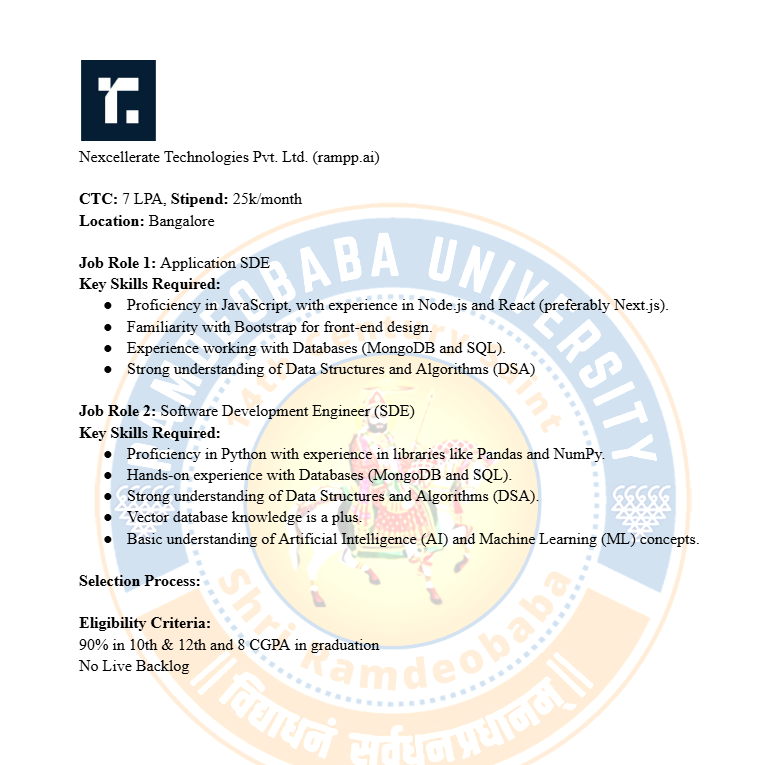 r.
Nexcellerate Technologies Pvt. Ltd. (rampp.ai)
CTC: 7 LPA, Stipend: 25k/month
Location: Bangalore
Job Role 1: Application SDE
Key Skills Required:
● Proficiency in JavaScript, with experience in Node.js and React (preferably Next.js).
● Familiarity with Bootstrap for front-end design.
● Experience working with Databases (MongoDB and SQL).
● Strong understanding of Data Structures and Algorithms (DSA)
Job Role 2: Software Development Engineer (SDE)
Key Skills Required:
● Proficiency in Python with experience in libraries like Pandas and NumPy.
● Hands-on experience with Databases (MongoDB and SQL).
● Strong understanding of Data Structures and Algorithms (DSA).
● Vector database knowledge is a plus.
● Basic understanding of Artificial Intelligence (AI) and Machine Learning (ML) concepts.
Selection Process:
Eligibility Criteria:
90% in 10th & 12th and 8 CGPA in graduation
No Live Backlog
RAMDEOBABA UNIVERSITY
14th Century Saint
Shri Ramdeobaba
॥ विद्याधनं सर्वधनप्रधानम् ॥